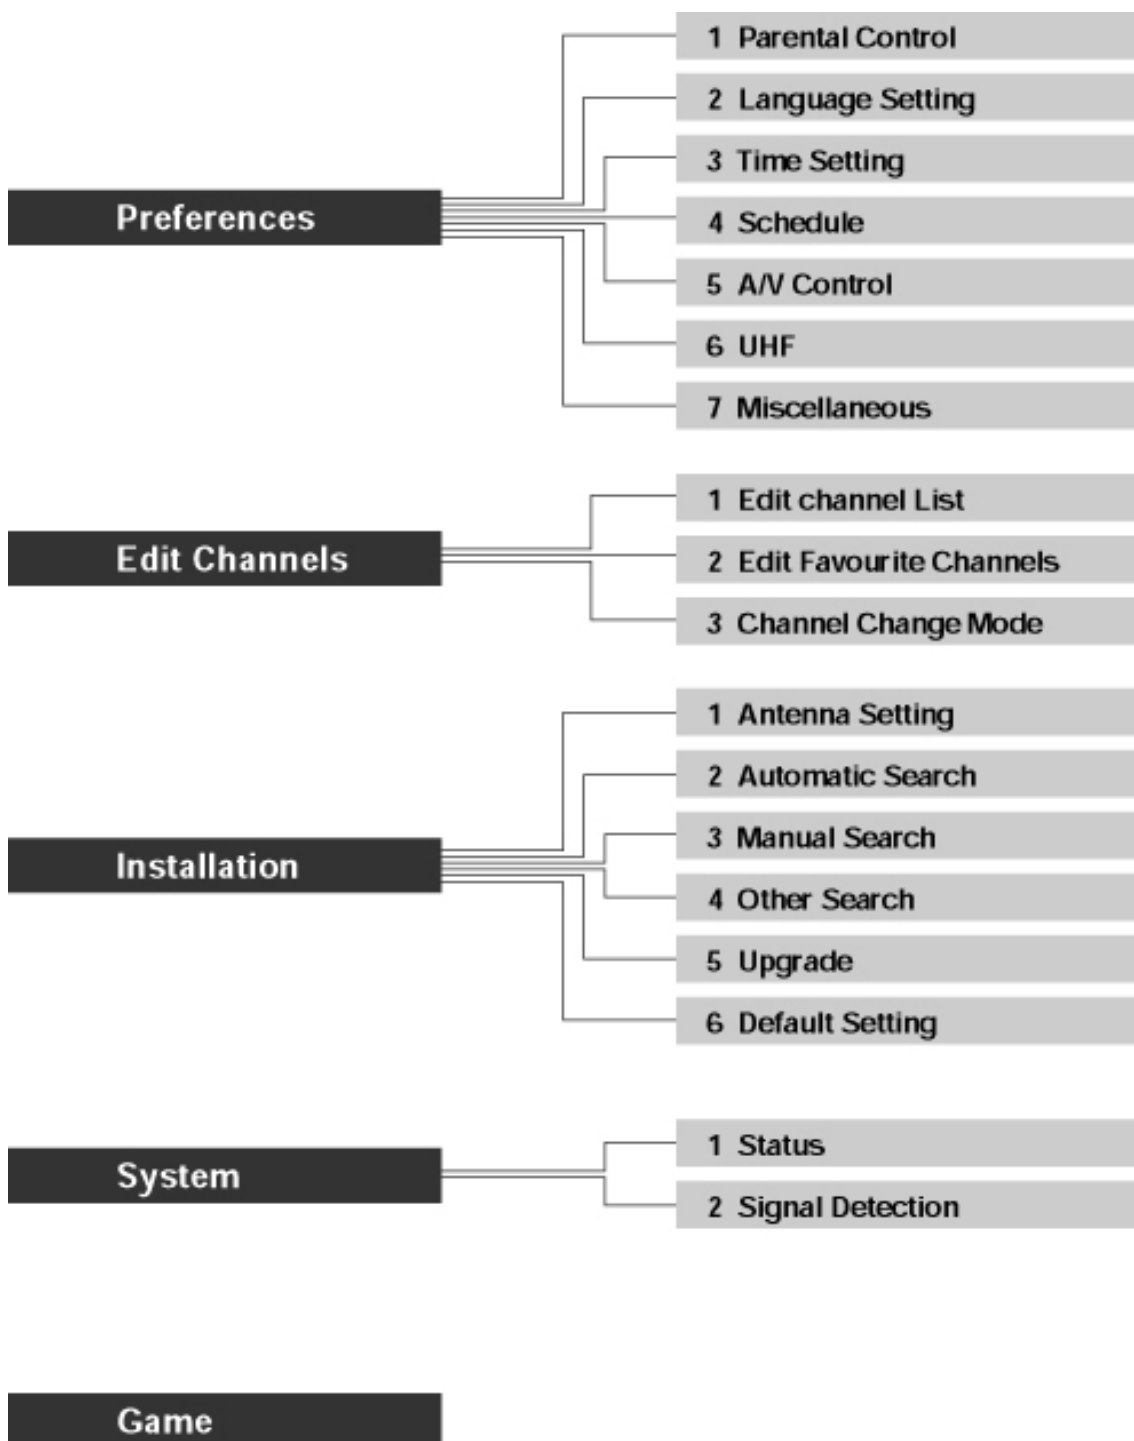 Preferences
1 Parental Control
2 Language Setting
3 Time Setting
4 Schedule
5 A/V Control
6 UHF
7 Miscellaneous
Edit Channels
1 Edit channel List
2 Edit Favourite Channels
3 Channel Change Mode
Installation
1 Antenna Setting
2 Automatic Search
3 Manual Search
4 Other Search
5 Upgrade
6 Default Setting
System
1 Status
2 Signal Detection
Game